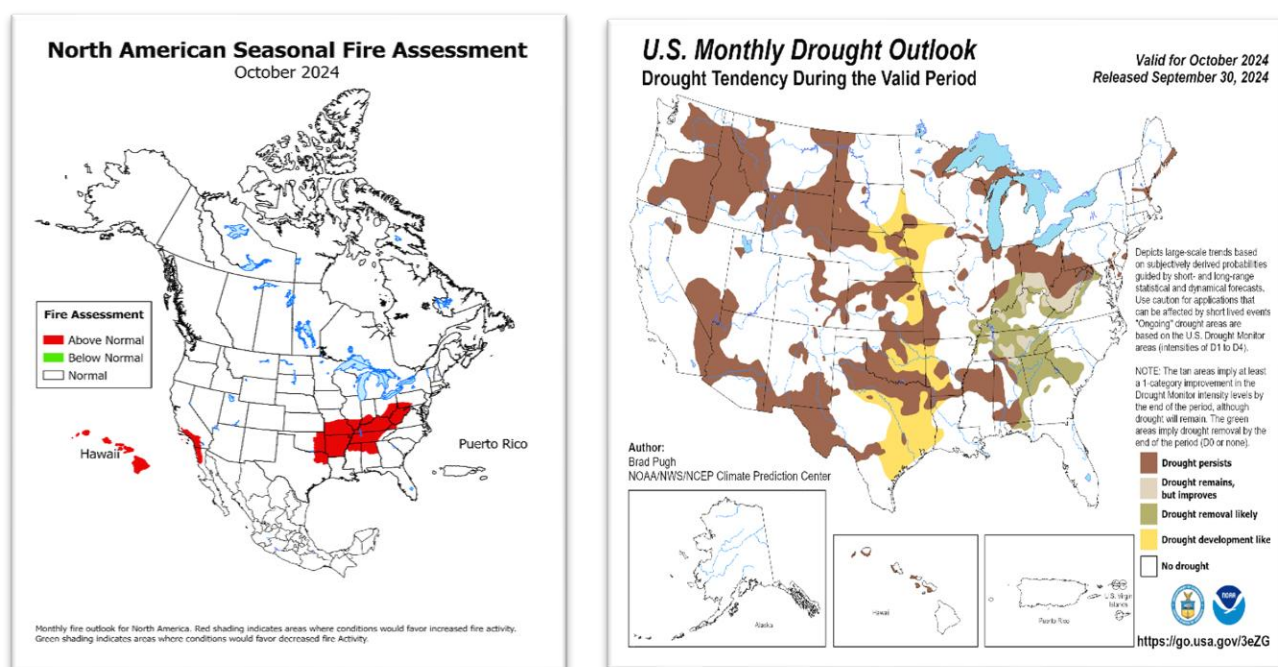 North American Seasonal Fire Assessment
October 2024
Fire Assessment
Above Normal
Below Normal
Normal
Hawaii
Puerto Rico
Monthly fire outlook for North America. Red shading indicates areas where conditions would favor increased fire activity.
Green shading indicates areas where conditions would favor decreased fire Activity.
U.S. Monthly Drought Outlook
Drought Tendency During the Valid Period
Valid for October 2024
Released September 30, 2024
Depicts large-scale trends based
on subjectively derived probabilities
guided by short- and long-range
statistical and dynamical forecasts.
Use caution for applications that
can be affected by short lived events
"Ongoing" drought areas are
based on the U.S. Drought Monitor
areas (intensities of D1 to D4).
NOTE: The tan areas imply at least
a 1-category improvement in the
Drought Monitor intensity levels by
the end of the period, although
drought will remain. The green
areas imply drought removal by the
end of the period (D0 or none).
Author:
Brad Pugh
NOAA/NWS/NCEP Climate Prediction Center
Drought persists
Drought remains,
but improves
Drought removal likely
Drought development like
No drought
Alaska
Hawaii
Puerto Rico
U.S. Virgin
Islands
NOAA
https://go.usa.gov/3eZG